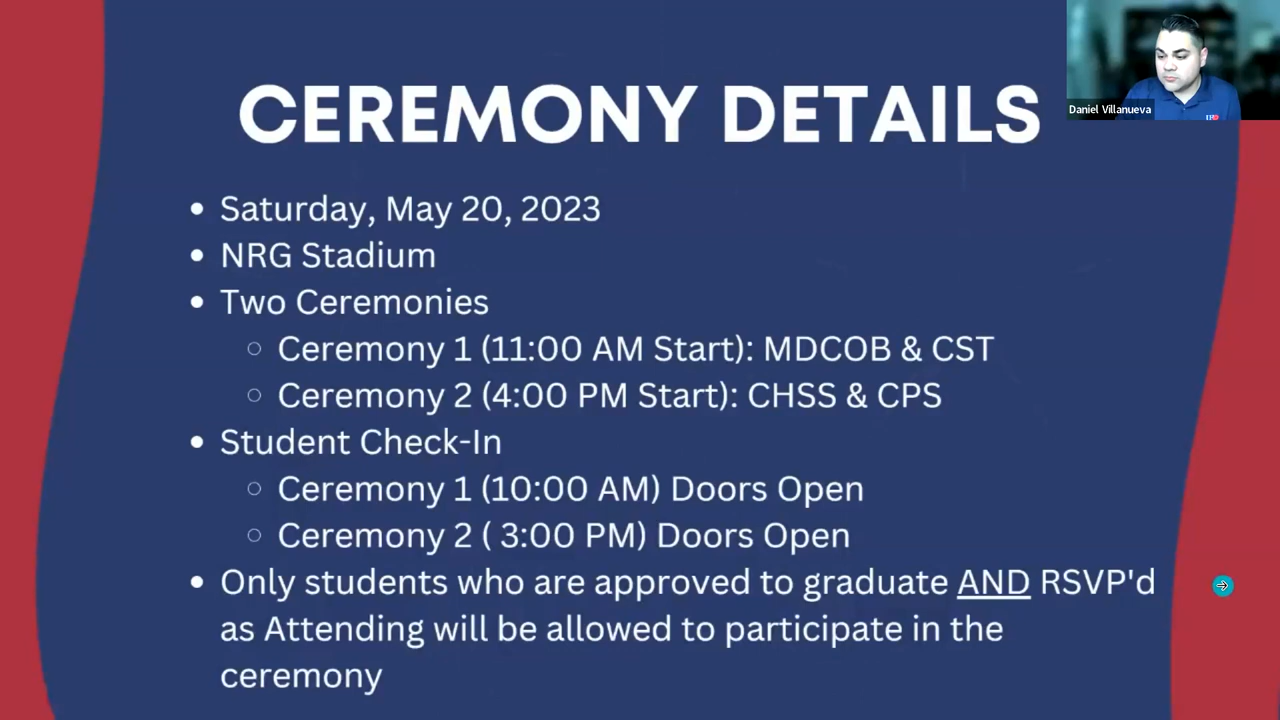 CEREMONY DETAILS
Daniel Villanueva
• Saturday, May 20, 2023
• NRG Stadium
• Two Ceremonies
○ Ceremony 1 (11:00 AM Start): MDCOB & CST
○ Ceremony 2 (4:00 PM Start): CHSS & CPS
• Student Check-In
○ Ceremony 1 (10:00 AM) Doors Open
○ Ceremony 2 ( 3:00 PM) Doors Open
• Only students who are approved to graduate AND RSVP'd
as Attending will be allowed to participate in the
ceremony